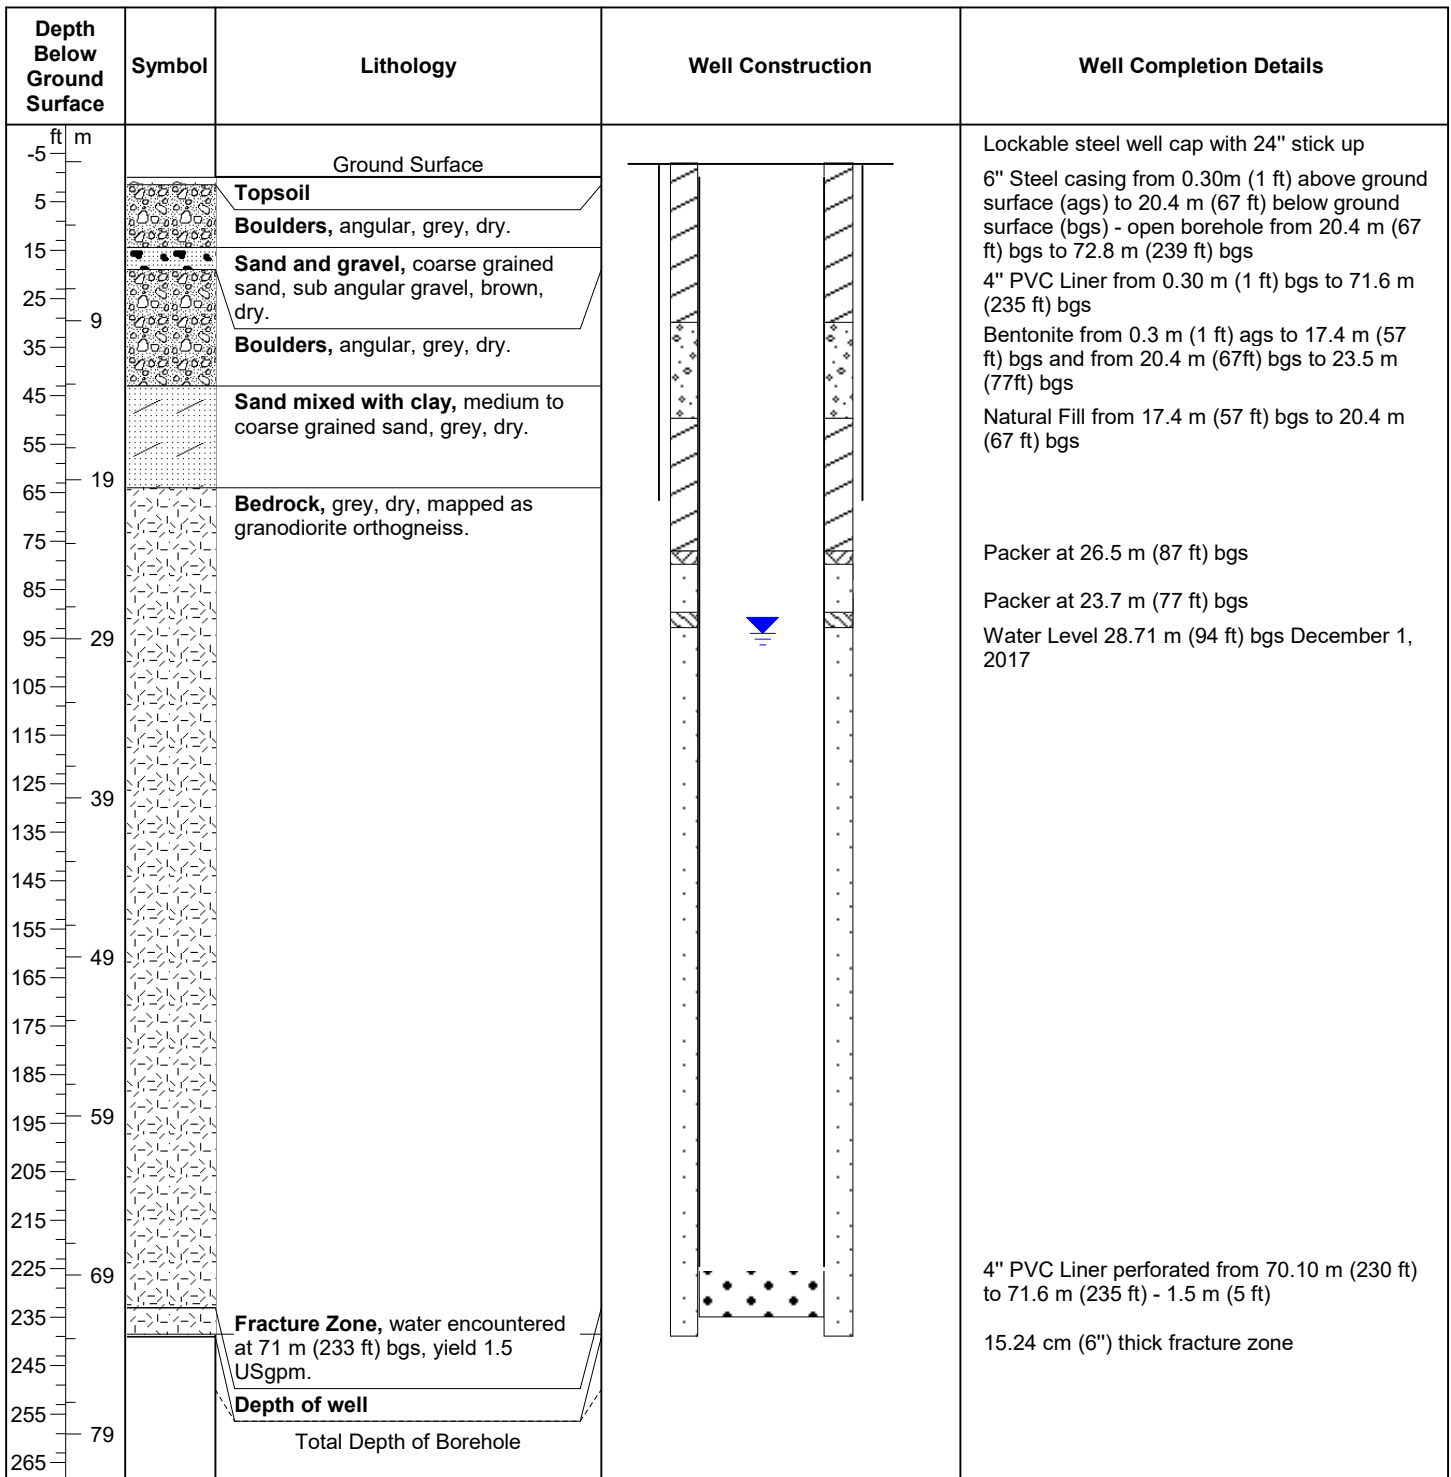 Depth
Below
Ground
Surface
Symbol
Lithology
Well Construction
Well Completion Details
ft m
-5
5
15
25
35
45
55
65
75
85
95
105
115
125
135
145
155
165
175
185
195
205
215
225
235
245
255
265
9
19
29
39
49
59
69
79
Ground Surface
Topsoil
Boulders, angular, grey, dry.
Sand and gravel, coarse grained
sand, sub angular gravel, brown,
dry.
Boulders, angular, grey, dry.
Sand mixed with clay, medium to
coarse grained sand, grey, dry.
Bedrock, grey, dry, mapped as
granodiorite orthogneiss.
Fracture Zone, water encountered
at 71 m (233 ft) bgs, yield 1.5
USgpm.
Depth of well
Total Depth of Borehole
Lockable steel well cap with 24" stick up
6" Steel casing from 0.30m (1 ft) above ground
surface (ags) to 20.4 m (67 ft) below ground
surface (bgs) - open borehole from 20.4 m (67
ft) bgs to 72.8 m (239 ft) bgs
4" PVC Liner from 0.30 m (1 ft) bgs to 71.6 m
(235 ft) bgs
Bentonite from 0.3 m (1 ft) ags to 17.4 m (57
ft) bgs and from 20.4 m (67ft) bgs to 23.5 m
(77ft) bgs
Natural Fill from 17.4 m (57 ft) bgs to 20.4 m
(67 ft) bgs
Packer at 26.5 m (87 ft) bgs
Packer at 23.7 m (77 ft) bgs
Water Level 28.71 m (94 ft) bgs December 1,
2017
4" PVC Liner perforated from 70.10 m (230 ft)
to 71.6 m (235 ft) - 1.5 m (5 ft)
15.24 cm (6") thick fracture zone